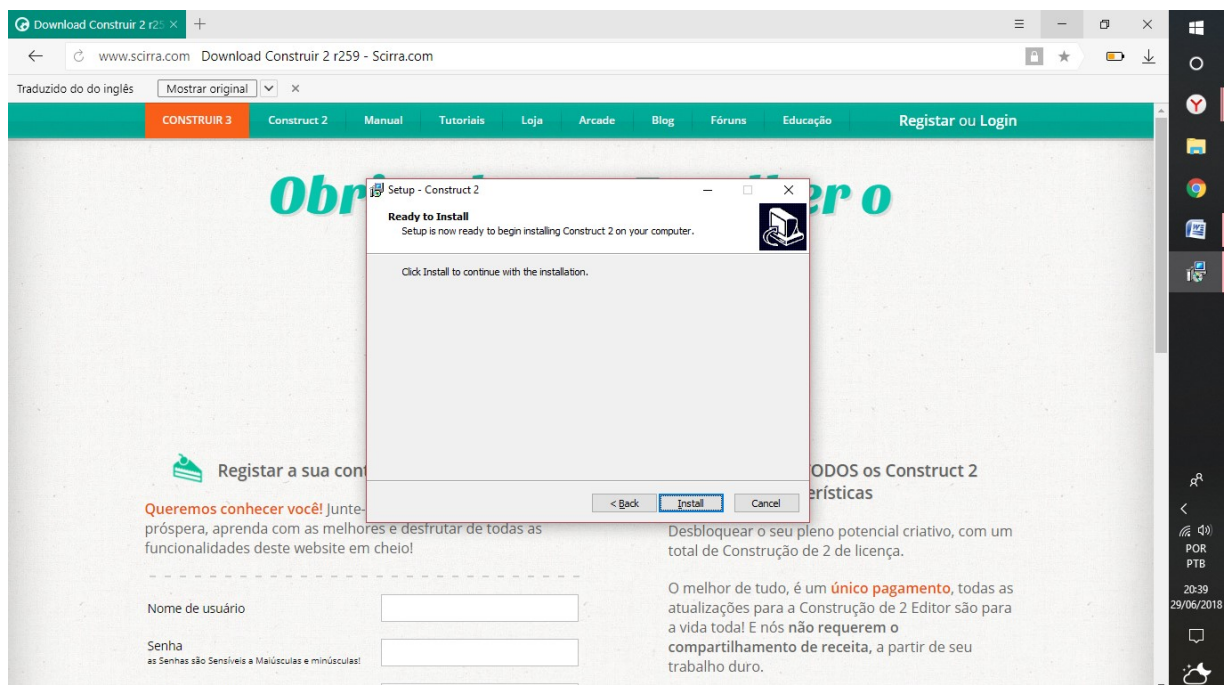 Download Construir 2 r25
www.scirra.com Download Construir 2 r259 - Scirra.com
Traduzido do do inglês Mostrar original
CONSTRUIR 3 Construct 2 Manual Tutoriais Loja Arcade Blog Fóruns Educação Registar ou Login
o
Setup - Construct 2
Ready to Install
Setup is now ready to begin installing Construct 2 on your computer.
Click Install to continue with the installation.
< Back Install Cancel
Registar a sua
Queremos conhecer você! Junte-
próspera, aprenda com as melhores e desfrutar de todas as
funcionalidades deste website em cheio!
Nome de usuário
Senha
as Senhas são Sensíveis a Maiúsculas e minúsculas!
os Construct 2
Desbloquear o seu pleno potencial criativo, com um
total de Construção de 2 de licença.
O melhor de tudo, é um único pagamento, todas as
atualizações para a Construção de 2 Editor são para
a vida toda! E nós não requerem o
compartilhamento de receita, a partir de seu
trabalho duro.
POR
PTB
20:39
29/06/2018